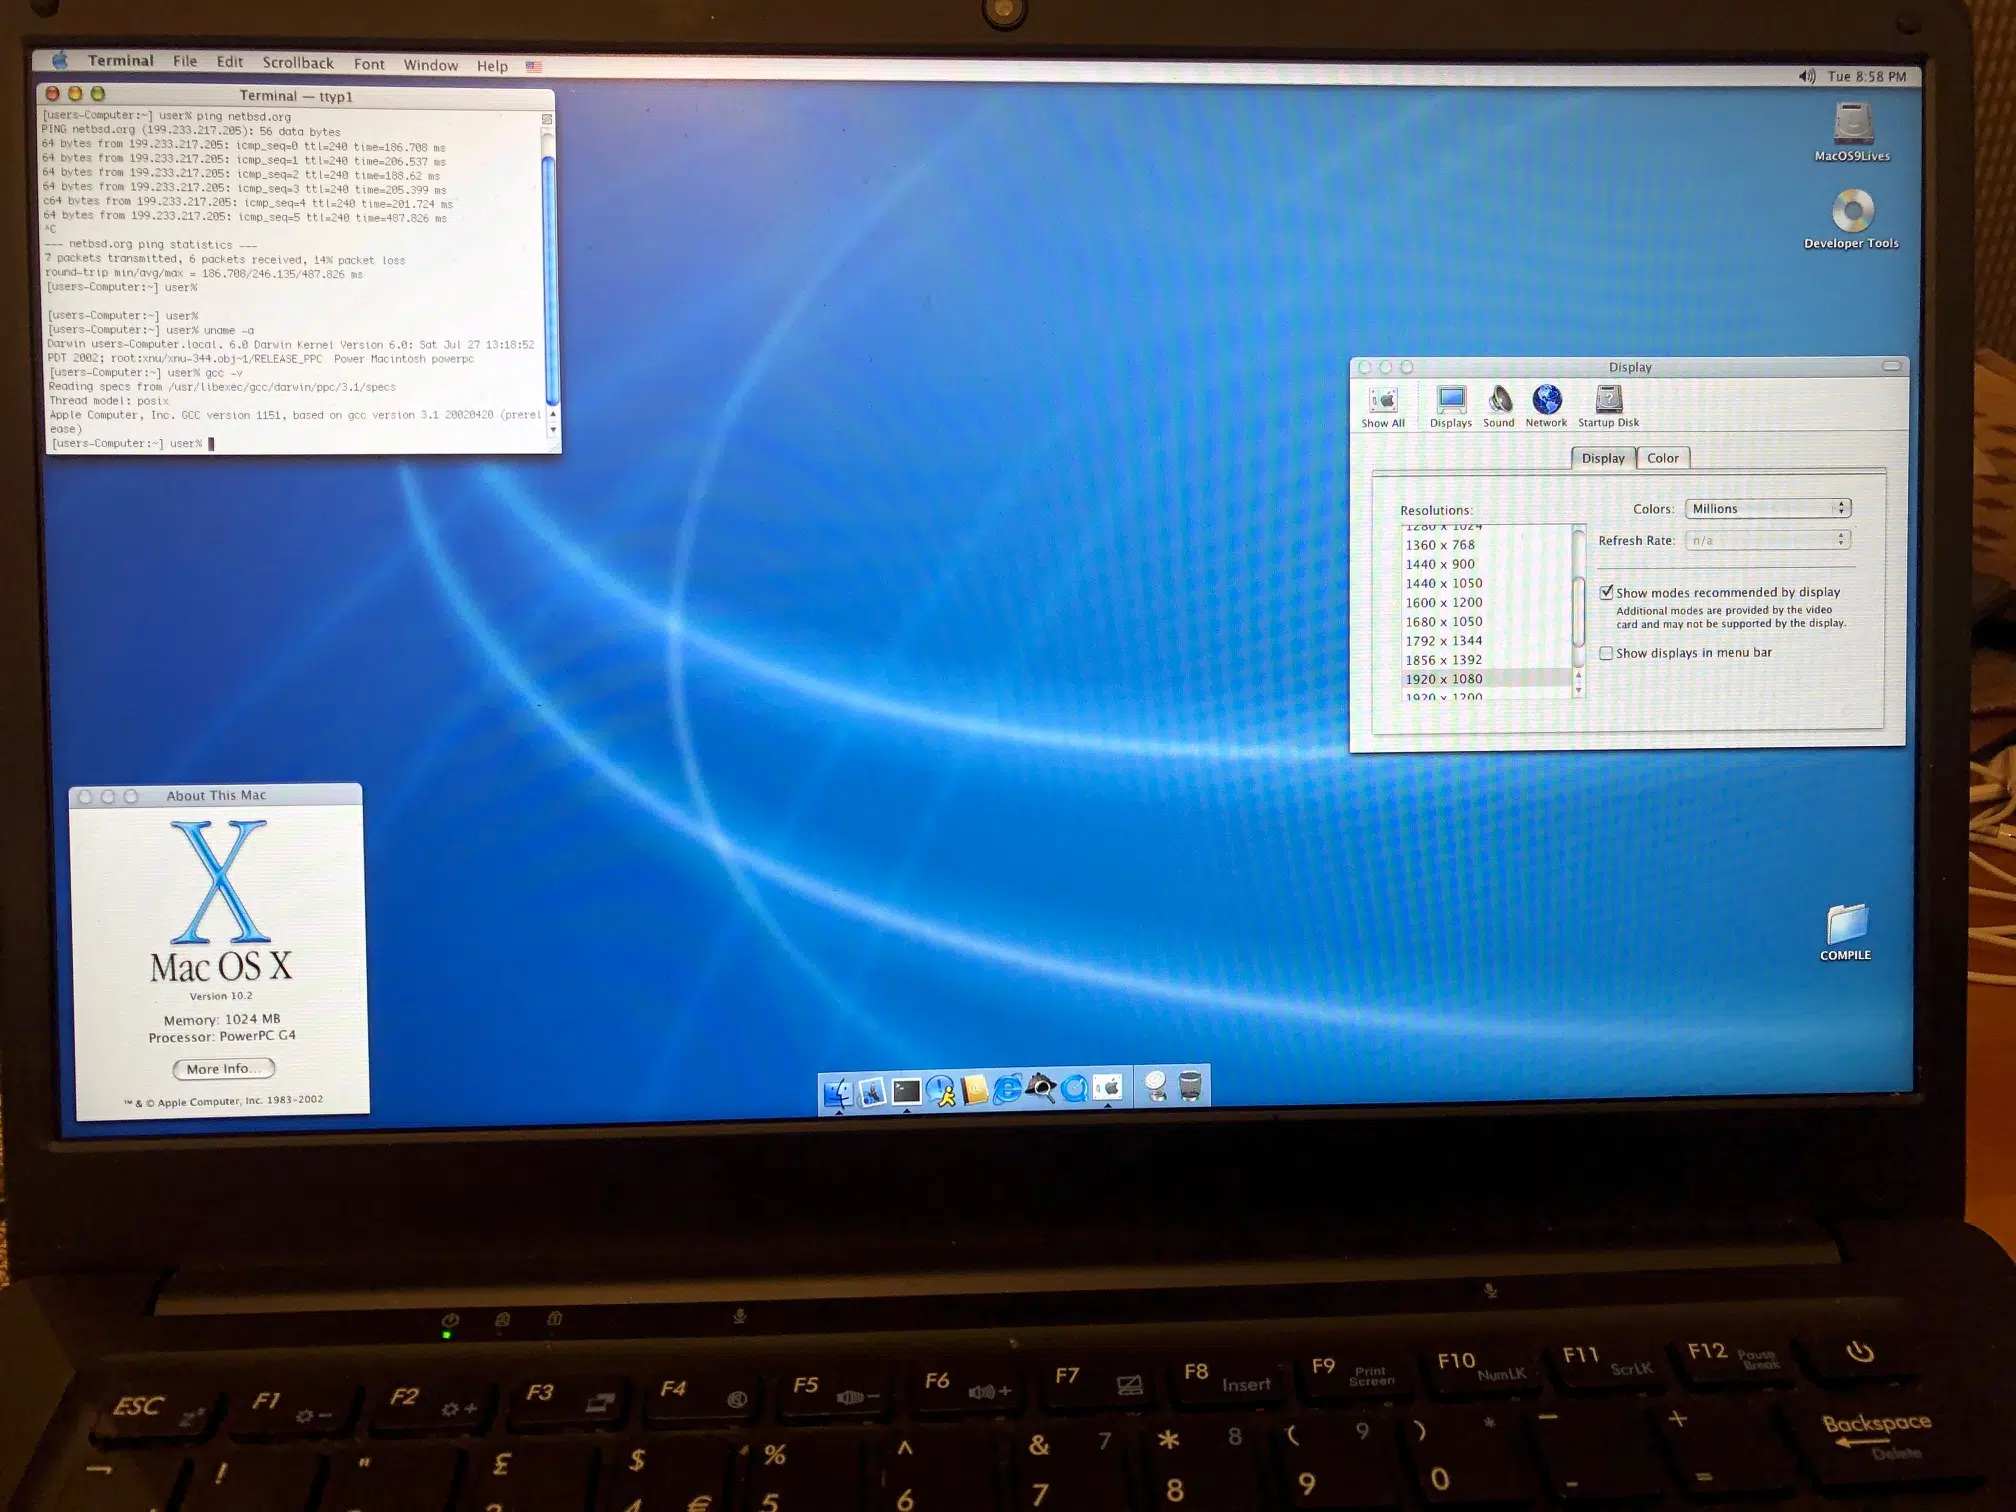 Terminal File Edit Scrollback Font Window Help
Tue 8:58 PM
Terminal — ttyp1
[users-Computer:~] user% ping netbsd.org
PING netbsd.org (199.233.217.205): 56 data bytes
64 bytes from 199.233.217.205: icmp_seq=0 ttl=240 time=186.708 ms
64 bytes from 199.233.217.205: icmp_seq=1 ttl=240 time=206.537 ms
64 bytes from 199.233.217.205: icmp_seq=2 ttl=240 time=188.62 ms
64 bytes from 199.233.217.205: icmp_seq=3 ttl=240 time=205.399 ms
c64 bytes from 199.233.217.205: icmp_seq=4 ttl=240 time=201.724 ms
64 bytes from 199.233.217.205: icmp_seq=5 ttl=240 time=487.826 ms
^C
--- netbsd.org ping statistics ---
7 packets transmitted, 6 packets received, 14% packet loss
round-trip min/avg/max = 186.708/246.135/487.826 ms
[users-Computer:~] user%
[users-Computer:~] user%
[users-Computer:~] user% uname -a
Darwin users-Computer.local. 6.0 Darwin Kernel Version 6.0: Sat Jul 27 13:18:52
PDT 2002; root:xnu/xnu-344.obj~1/RELEASE_PPC  Power Macintosh powerpc
[users-Computer:~] user% gcc -v
Reading specs from /usr/libexec/gcc/darwin/ppc/3.1/specs
Thread model: posix
Apple Computer, Inc. GCC version 1151, based on gcc version 3.1 20020420 (prerel
ease)
[users-Computer:~] user%
MacOS9Lives
Developer Tools
Display
Show All Displays Sound Network Startup Disk
Display Color
Resolutions:
1280 x 1024
1360 x 768
1440 x 900
1440 x 1050
1600 x 1200
1680 x 1050
1792 x 1344
1856 x 1392
1920 x 1080
1920 x 1200
Colors: Millions
Refresh Rate: n/a
Show modes recommended by display
Additional modes are provided by the video
card and may not be supported by the display.
Show displays in menu bar
COMPILE
About This Mac
X
Mac OS X
Version 10.2
Memory: 1024 MB
Processor: PowerPC G4
More Info...
™ & © Apple Computer, Inc. 1983-2002
ESC F1 F2 F3 F4 F5 F6 F7 F8 Insert F9 Print Screen F10 NumLK F11 ScrLK F12 Pause Break
¬ ! " £ $ € % 5 ^ 6 & 7 7 * 8 8 ( 9 9 ) 0 * _ - + = Backspace Delete